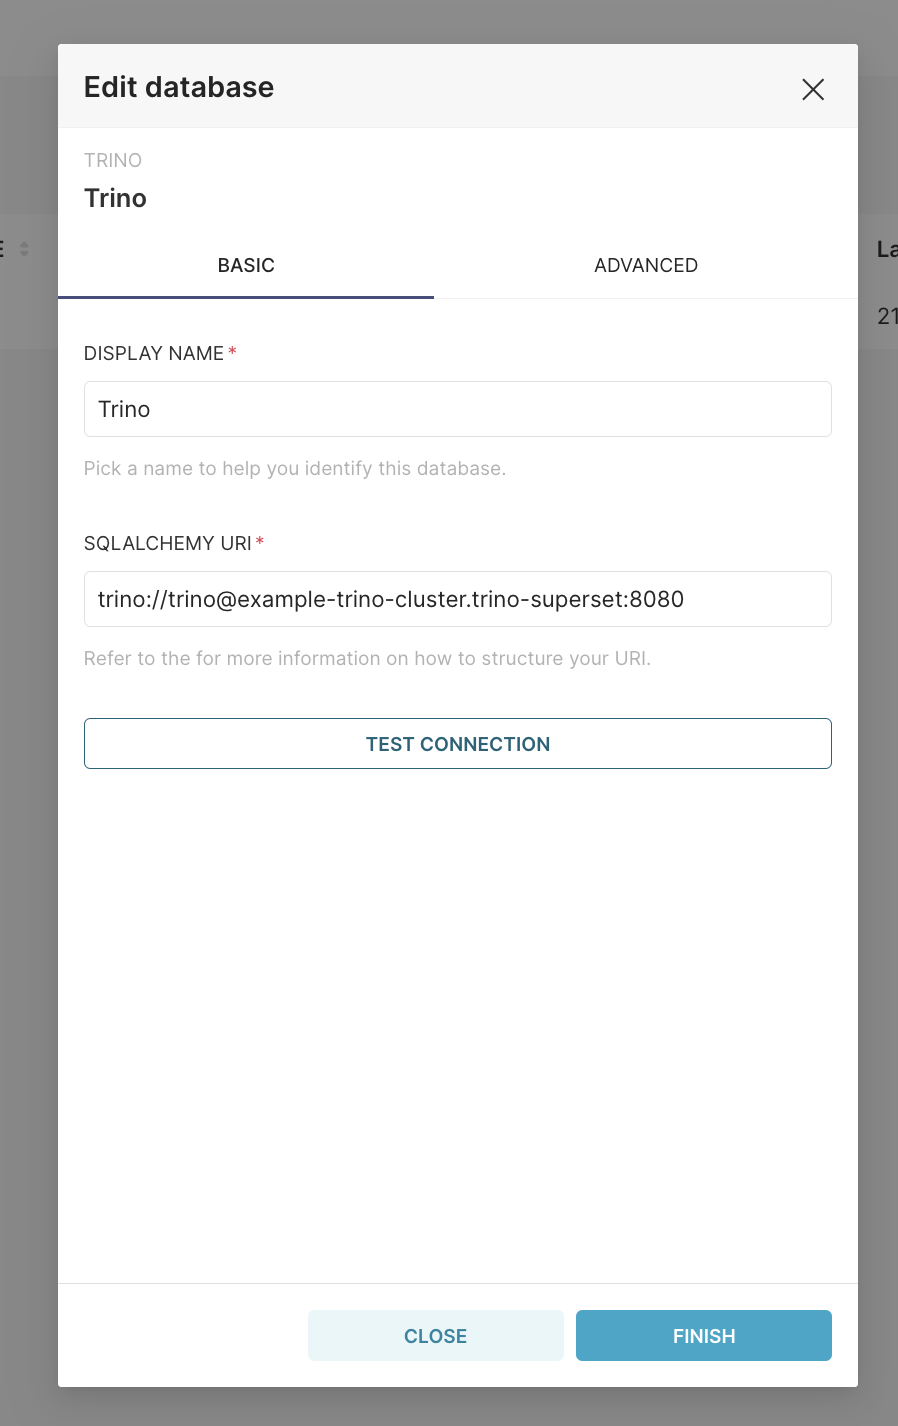 Edit database
TRINO
Trino
BASIC
ADVANCED
DISPLAY NAME *
Trino
Pick a name to help you identify this database.
SQLALCHEMY URI *
trino://trino@example-trino-cluster.trino-superset:8080
Refer to the for more information on how to structure your URI.
TEST CONNECTION
CLOSE
FINISH
E
La
21